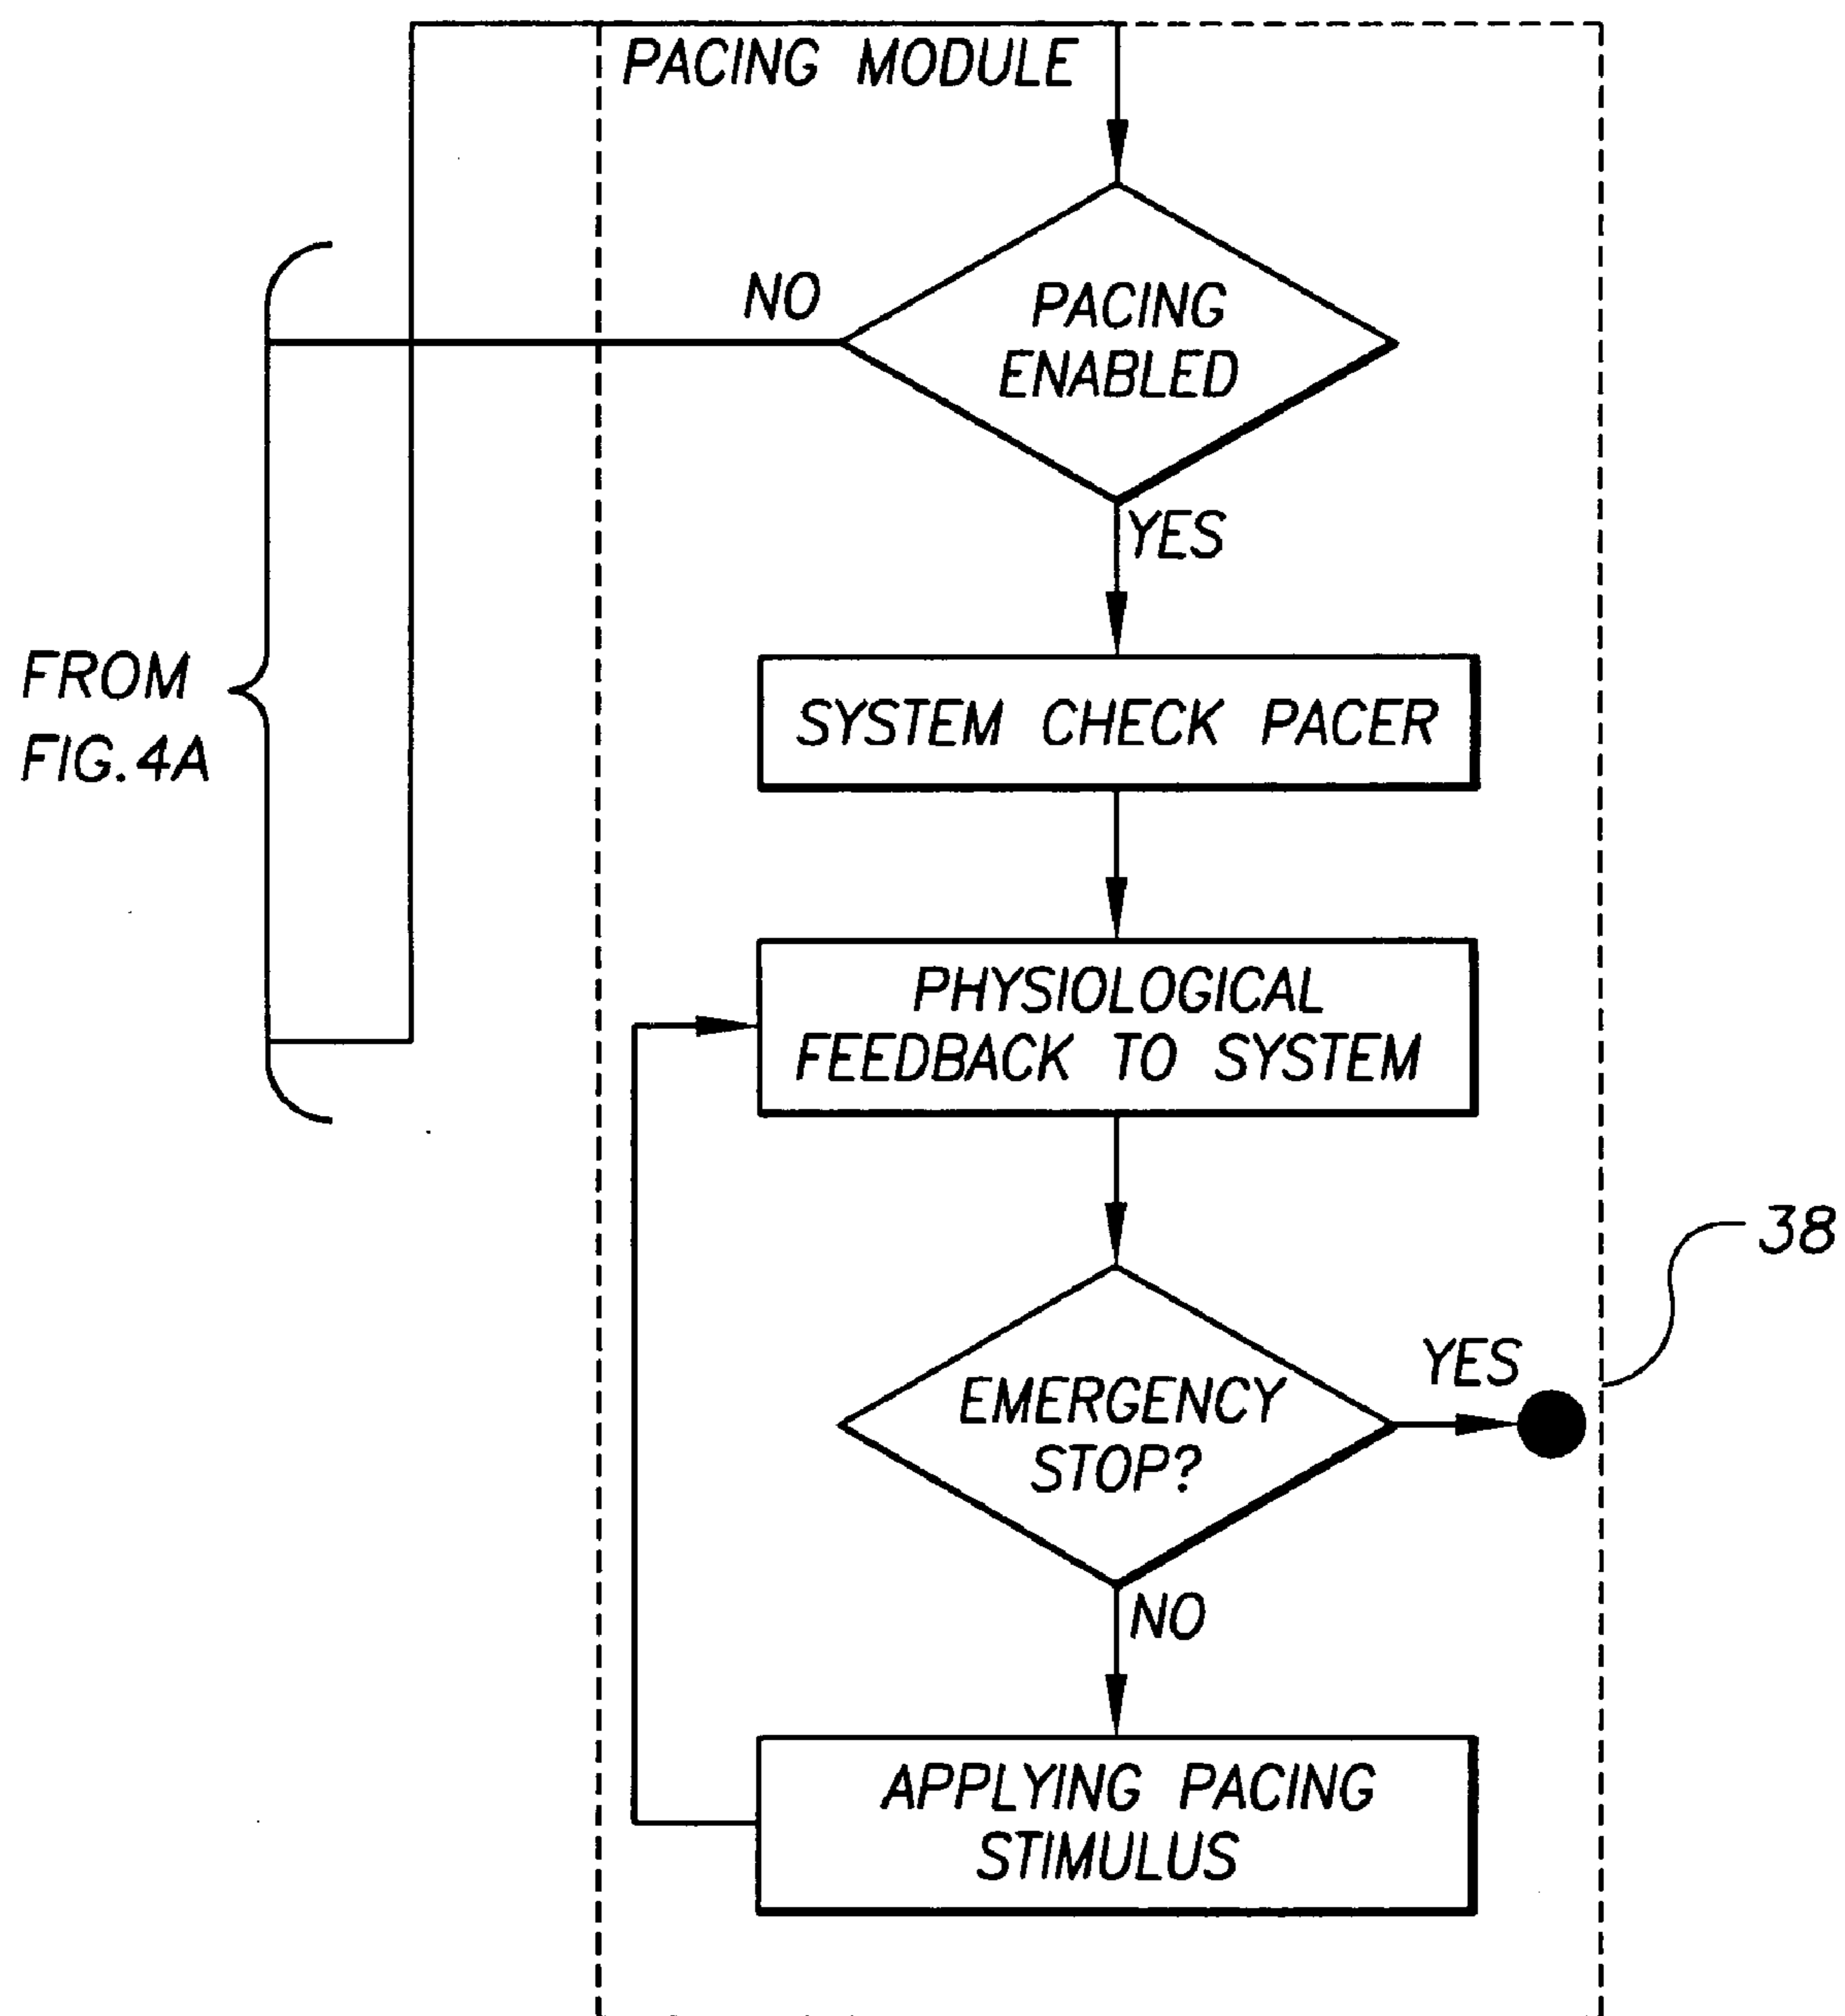 PACING MODULE
NO
PACING
ENABLED
YES
FROM
FIG.4A
SYSTEM CHECK PACER
PHYSIOLOGICAL
FEEDBACK TO SYSTEM
38
YES
EMERGENCY
STOP?
NO
APPLYING PACING
STIMULUS